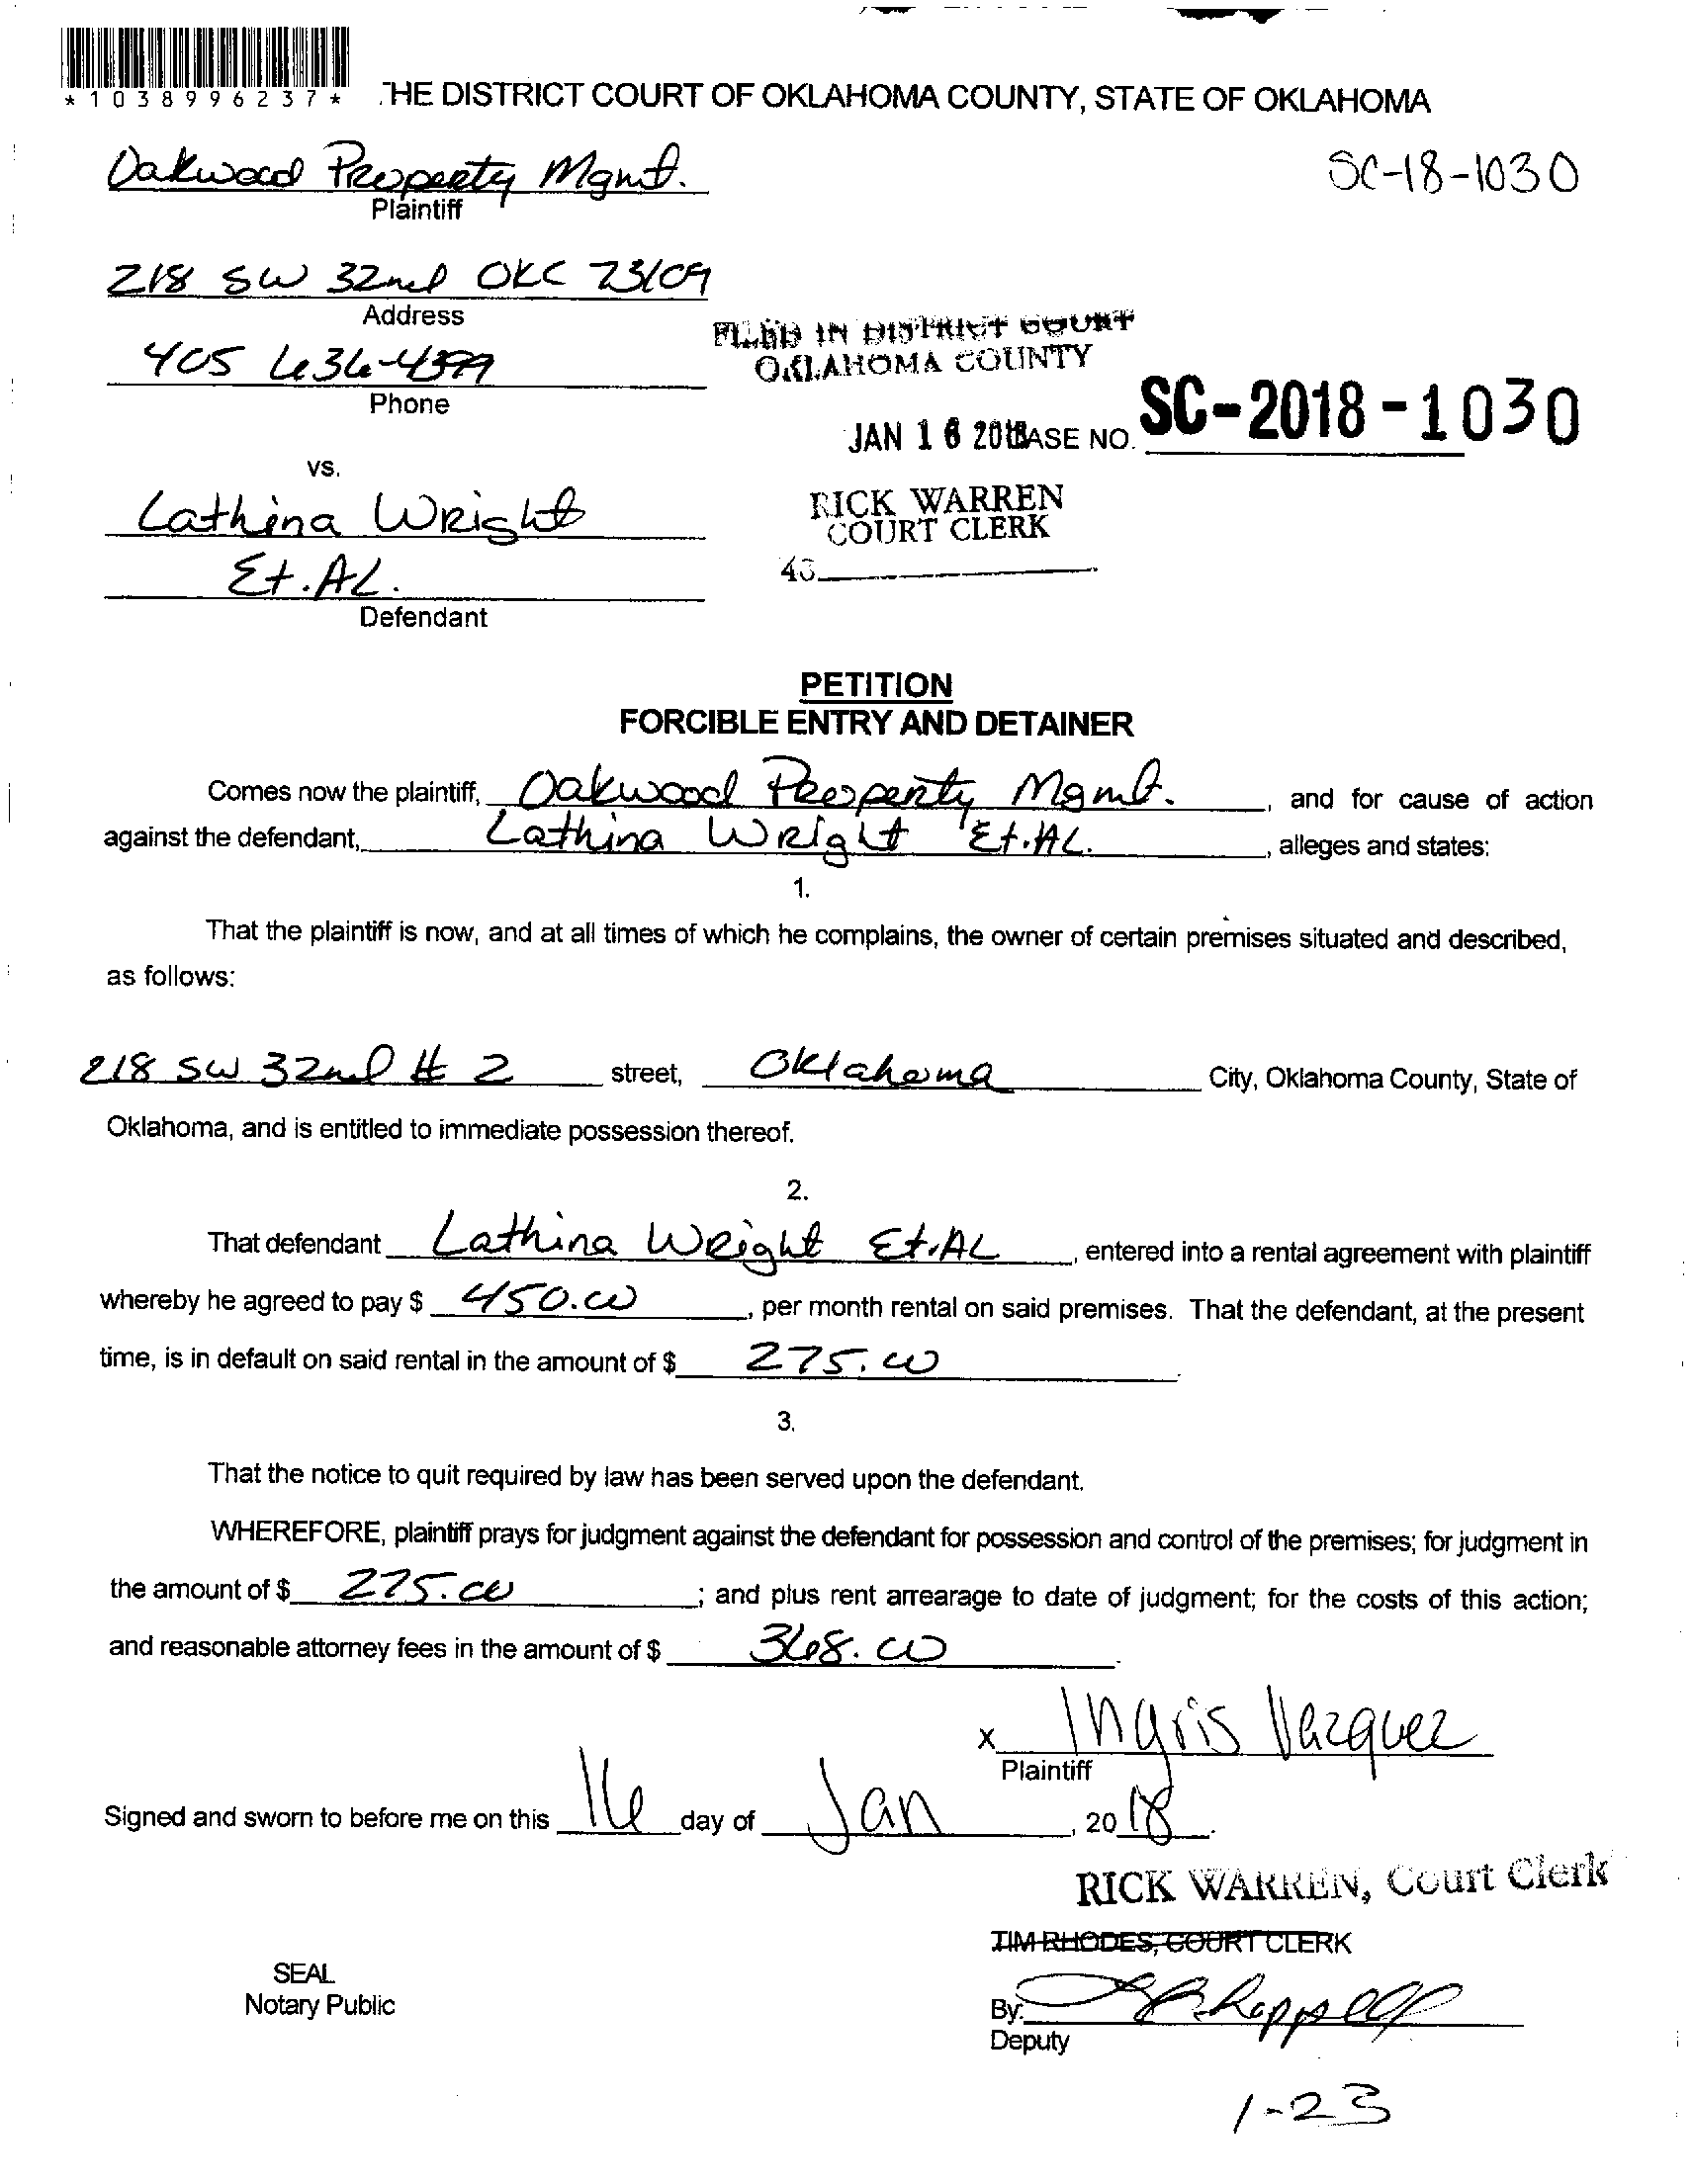 *1038996237*
THE DISTRICT COURT OF OKLAHOMA COUNTY, STATE OF OKLAHOMA
Oakwood Property Mgmt.
SC-18-1030
Plaintiff
218 SW 32nd OKC 73109
Address
FILED IN DISTRICT COURT
OKLAHOMA COUNTY
405 636-4399
Phone
JAN 16 2018 CASE NO. SC-2018-1030
vs.
Lathina Wright
RICK WARREN
COURT CLERK
Et.AL.
43
Defendant
PETITION
FORCIBLE ENTRY AND DETAINER
Comes now the plaintiff, Oakwood Property Mgmt. , and for cause of action
against the defendant, Lathina Wright Et.AL. , alleges and states:
1.
That the plaintiff is now, and at all times of which he complains, the owner of certain premises situated and described,
as follows:
218 SW 32nd # 2 street, Oklahoma City, Oklahoma County, State of
Oklahoma, and is entitled to immediate possession thereof.
2.
That defendant Lathina Wright Et.AL , entered into a rental agreement with plaintiff
whereby he agreed to pay $ 450.00 , per month rental on said premises. That the defendant, at the present
time, is in default on said rental in the amount of $ 275.00 .
3.
That the notice to quit required by law has been served upon the defendant.
WHEREFORE, plaintiff prays for judgment against the defendant for possession and control of the premises; for judgment in
the amount of $ 275.00 ; and plus rent arrearage to date of judgment; for the costs of this action;
and reasonable attorney fees in the amount of $ 368.00 .
x Ingris Vazquez
Plaintiff
Signed and sworn to before me on this 16 day of Jan , 2018.
RICK WARREN, Court Clerk
TIM RHODES, COURT CLERK
SEAL
Notary Public
By:
Deputy
1-23